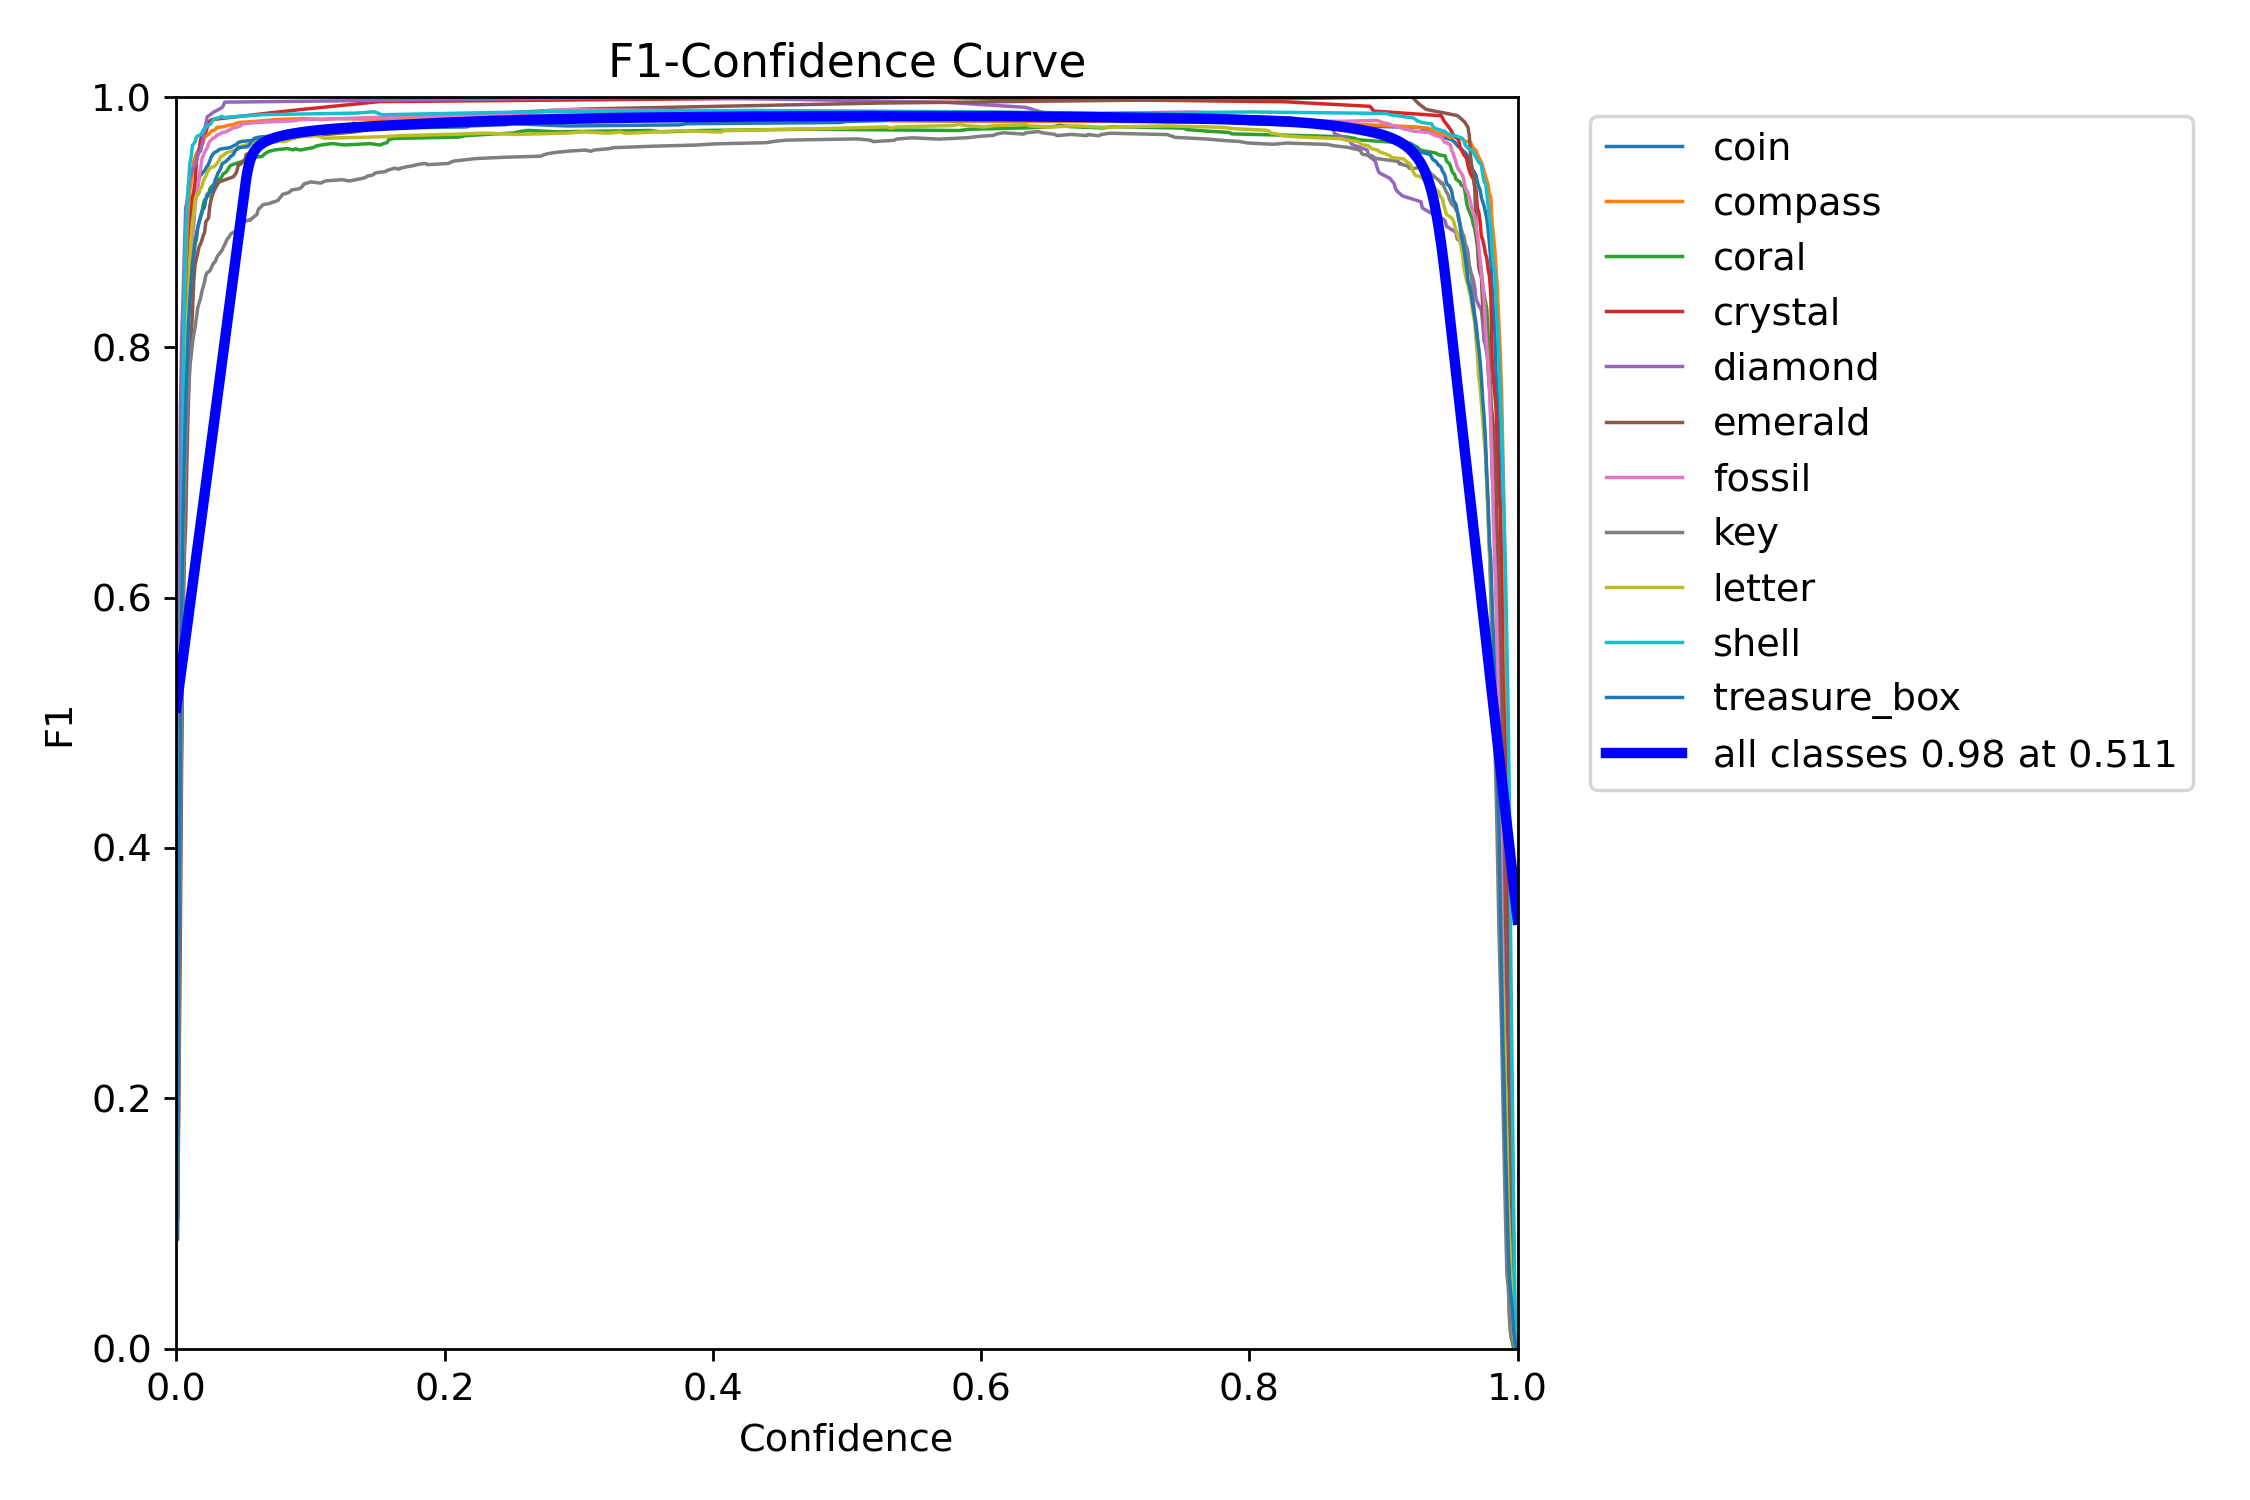 F1-Confidence Curve
1.0
0.8
0.6
0.4
0.2
0.0
F1
0.0 0.2 0.4 0.6 0.8 1.0
Confidence
coin
compass
coral
crystal
diamond
emerald
fossil
key
letter
shell
treasure_box
all classes 0.98 at 0.511